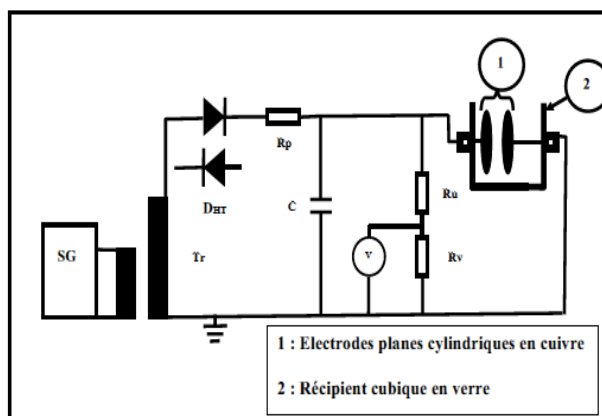 1
2
Rp
DHT
C
Ru
SG
Tr
v
Rv
1 : Electrodes planes cylindriques en cuivre
2 : Récipient cubique en verre